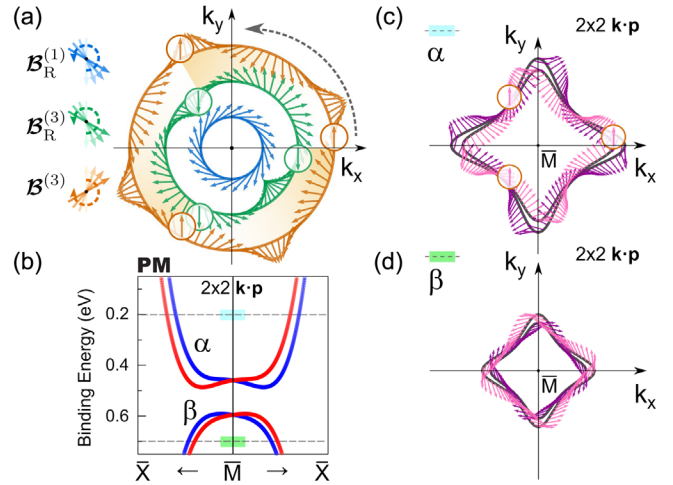 (a)
k_y
k_x
𝓑_R^(1)
𝓑_R^(3)
𝓑^(3)
(b)
PM
2x2 k·p
Binding Energy (eV)
0.2
0.4
0.6
α
β
X̄ ← M̄ → X̄
(c)
α
k_y
2x2 k·p
M̄
k_x
(d)
β
k_y
2x2 k·p
M̄
k_x